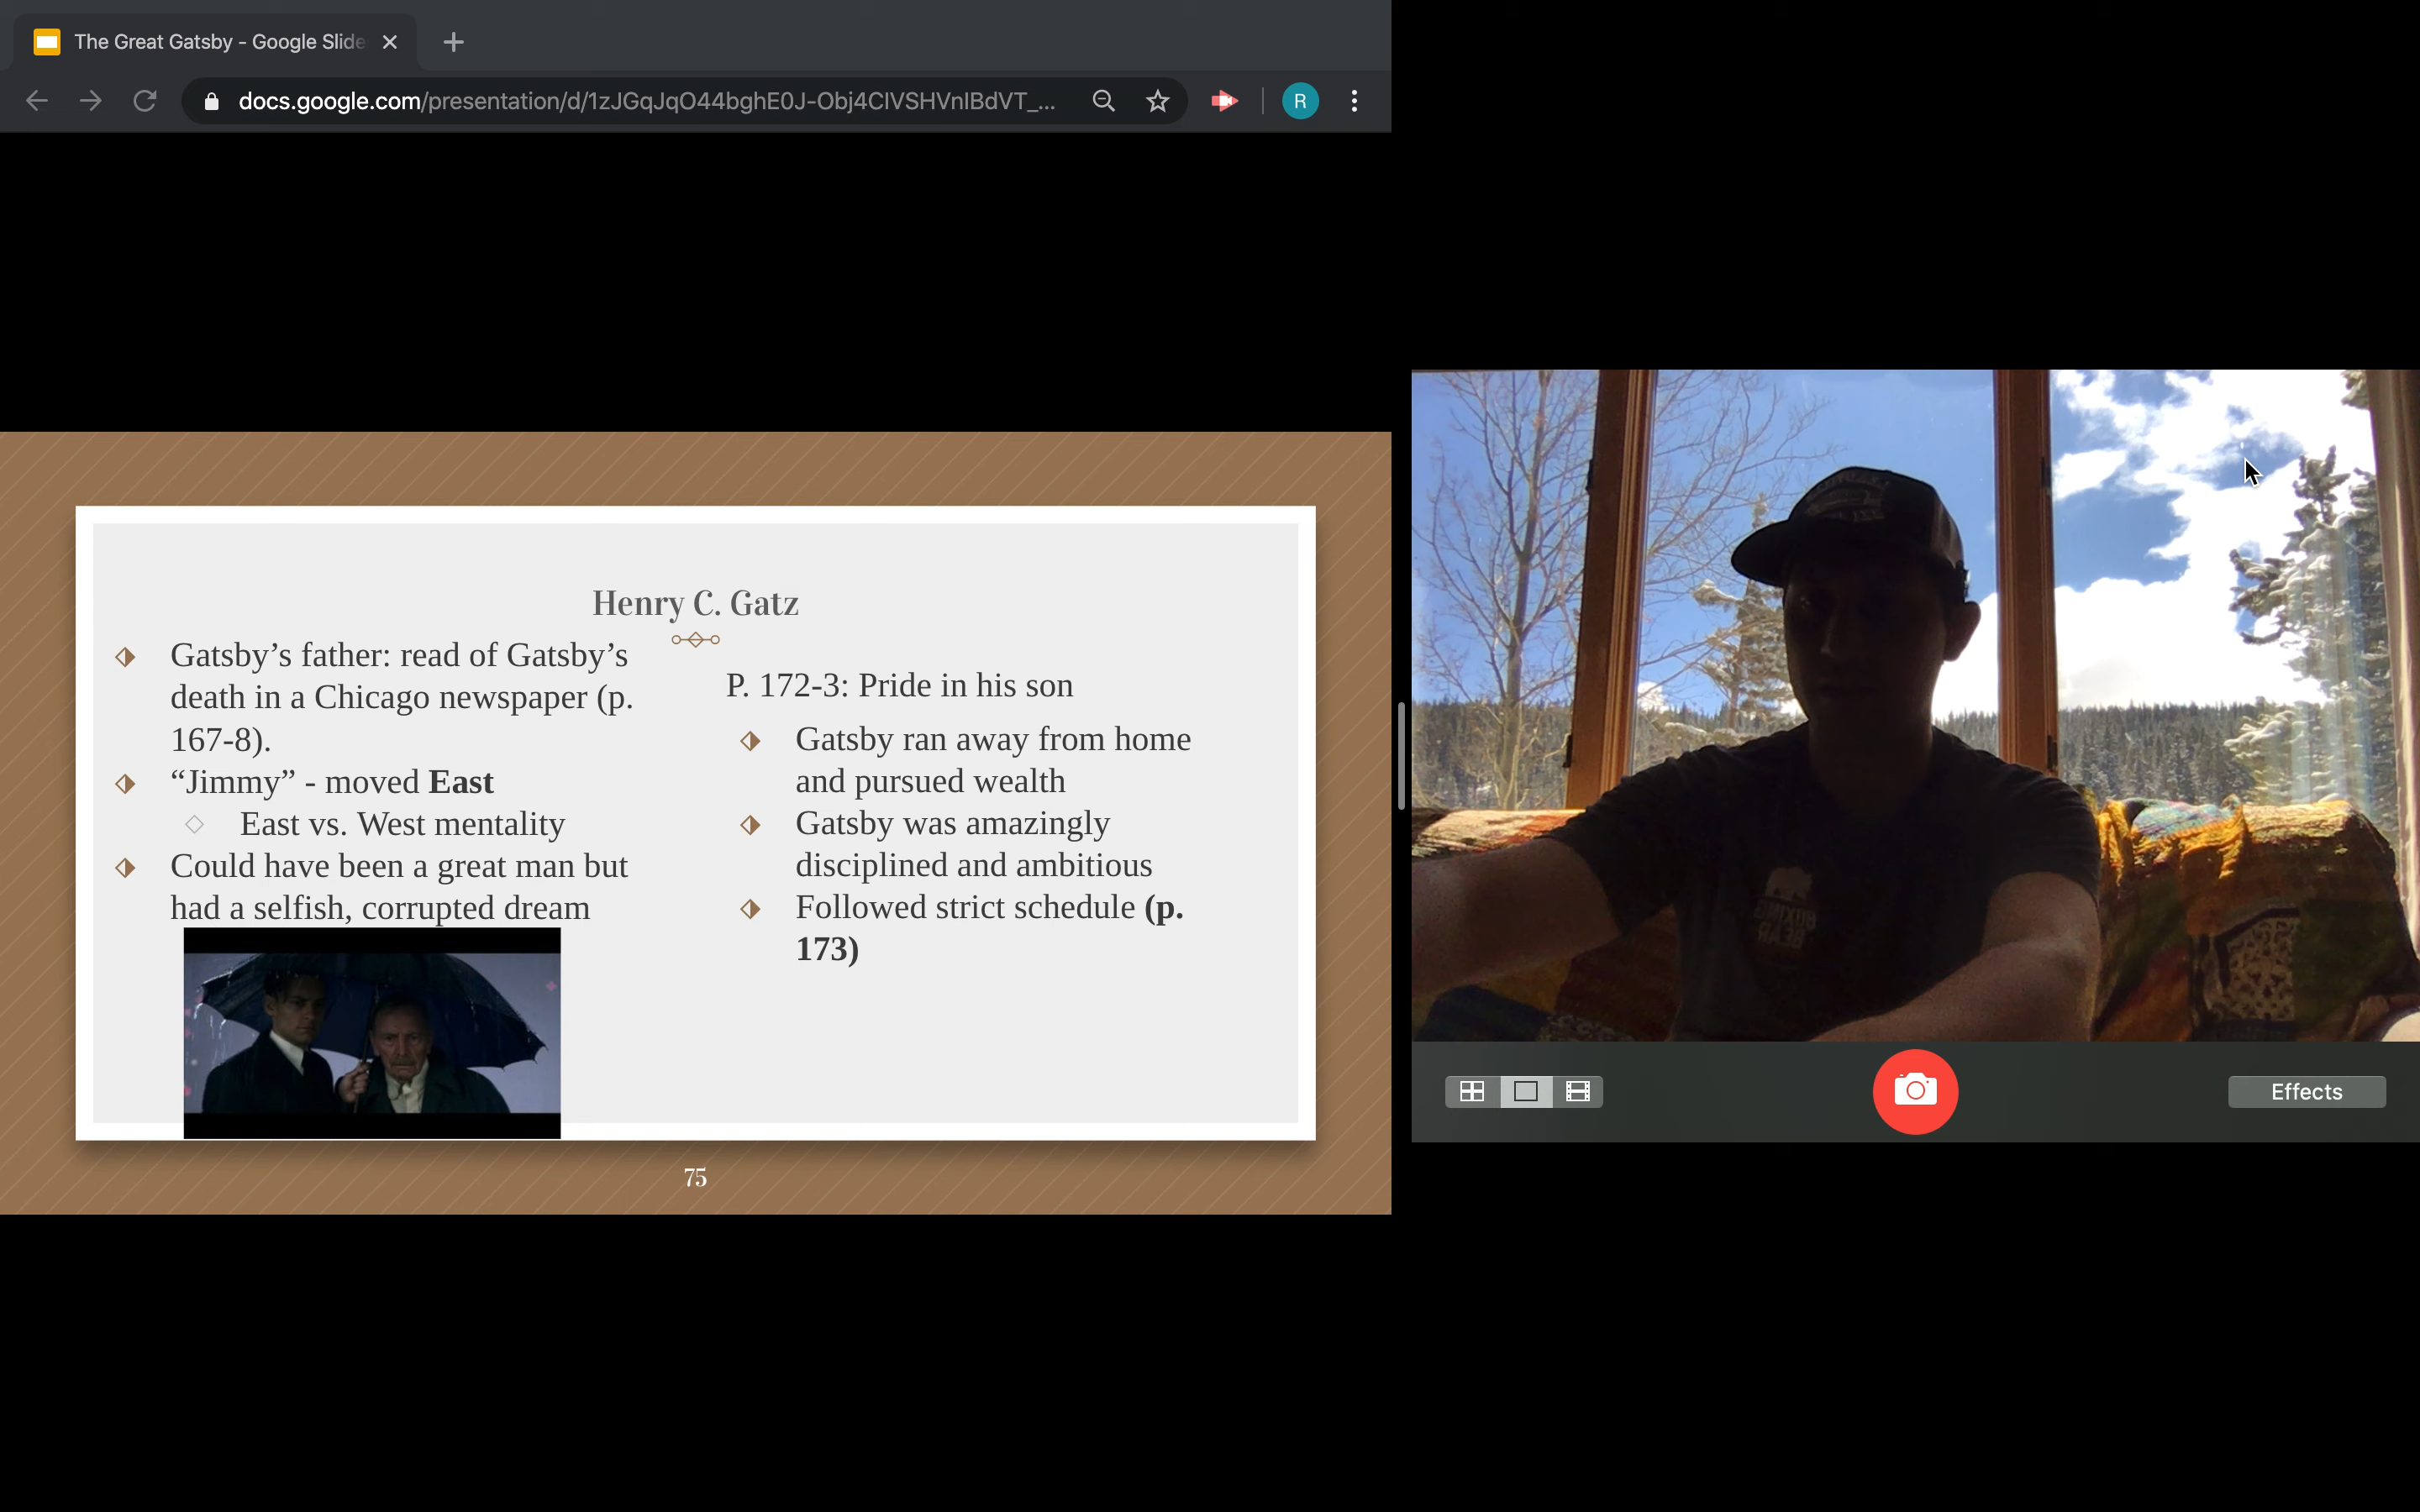 The Great Gatsby - Google Slide
docs.google.com/presentation/d/1zJGqJqO44bghE0J-Obj4CIVSHVnIBdVT_...
R
Henry C. Gatz
Gatsby’s father: read of Gatsby’s
death in a Chicago newspaper (p.
167-8).
“Jimmy” - moved East
East vs. West mentality
Could have been a great man but
had a selfish, corrupted dream
P. 172-3: Pride in his son
Gatsby ran away from home
and pursued wealth
Gatsby was amazingly
disciplined and ambitious
Followed strict schedule (p.
173)
75
BEAR
Effects